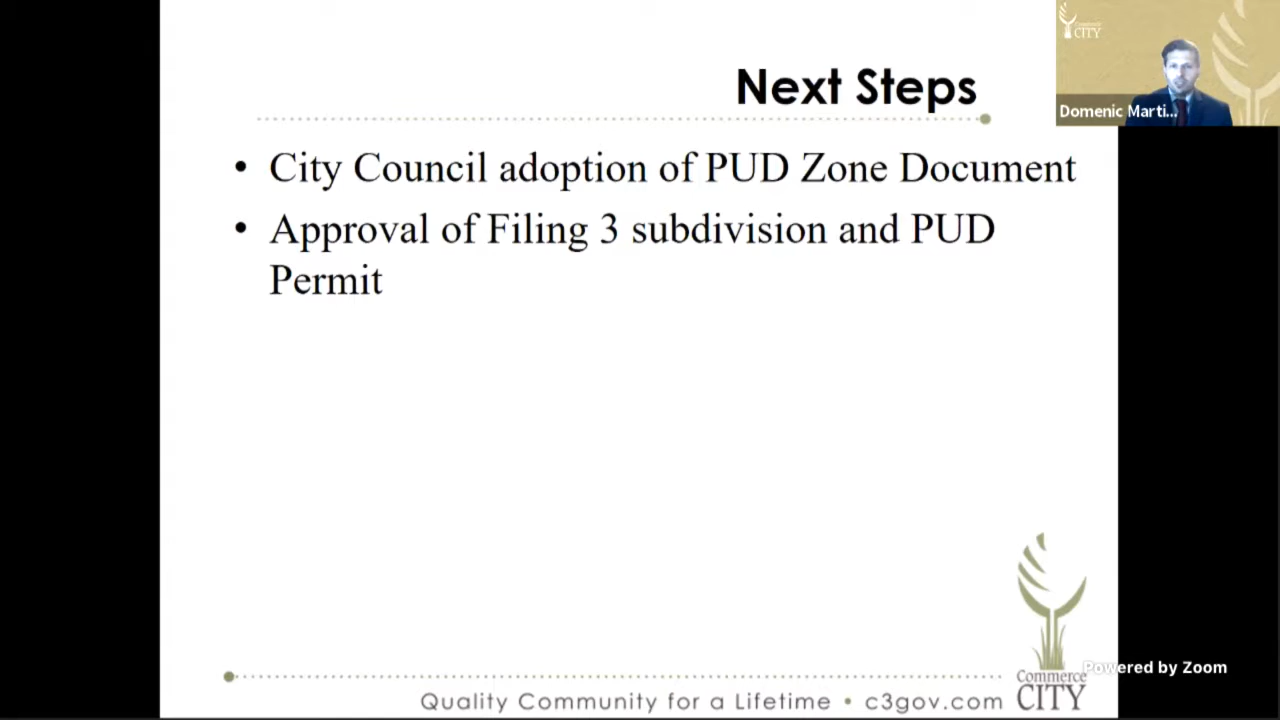 Next Steps
• City Council adoption of PUD Zone Document
• Approval of Filing 3 subdivision and PUD
Permit
Quality Community for a Lifetime • c3gov.com
Commerce
CITY
Powered by Zoom
CITY
Domenic Marti...